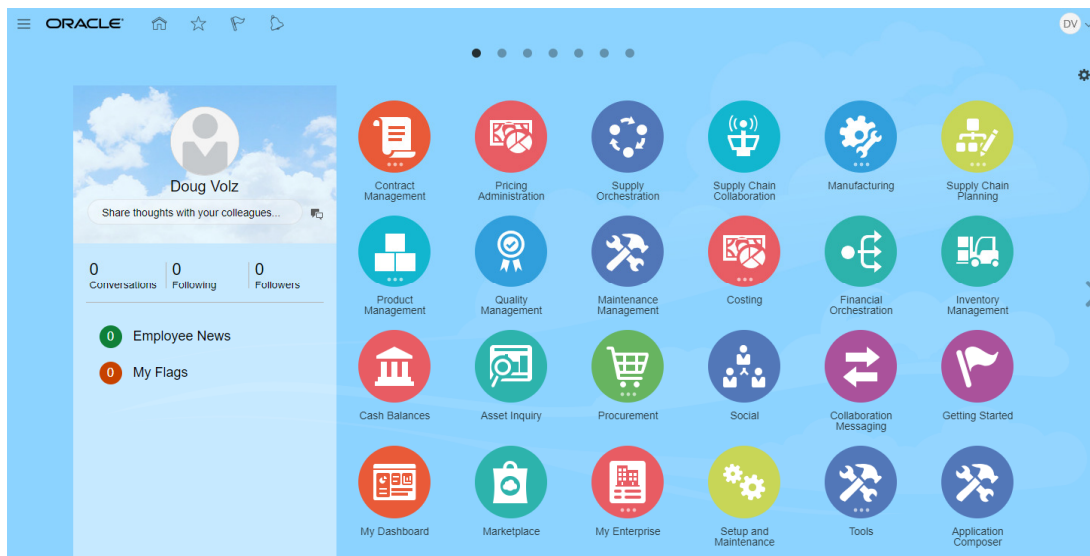 ORACLE
DV
Doug Volz
Share thoughts with your colleagues...
0
Conversations
0
Following
0
Followers
0 Employee News
0 My Flags
Contract
Management
Pricing
Administration
Supply
Orchestration
Supply Chain
Collaboration
Manufacturing
Supply Chain
Planning
Product
Management
Quality
Management
Maintenance
Management
Costing
Financial
Orchestration
Inventory
Management
Cash Balances
Asset Inquiry
Procurement
Social
Collaboration
Messaging
Getting Started
My Dashboard
Marketplace
My Enterprise
Setup and
Maintenance
Tools
Application
Composer